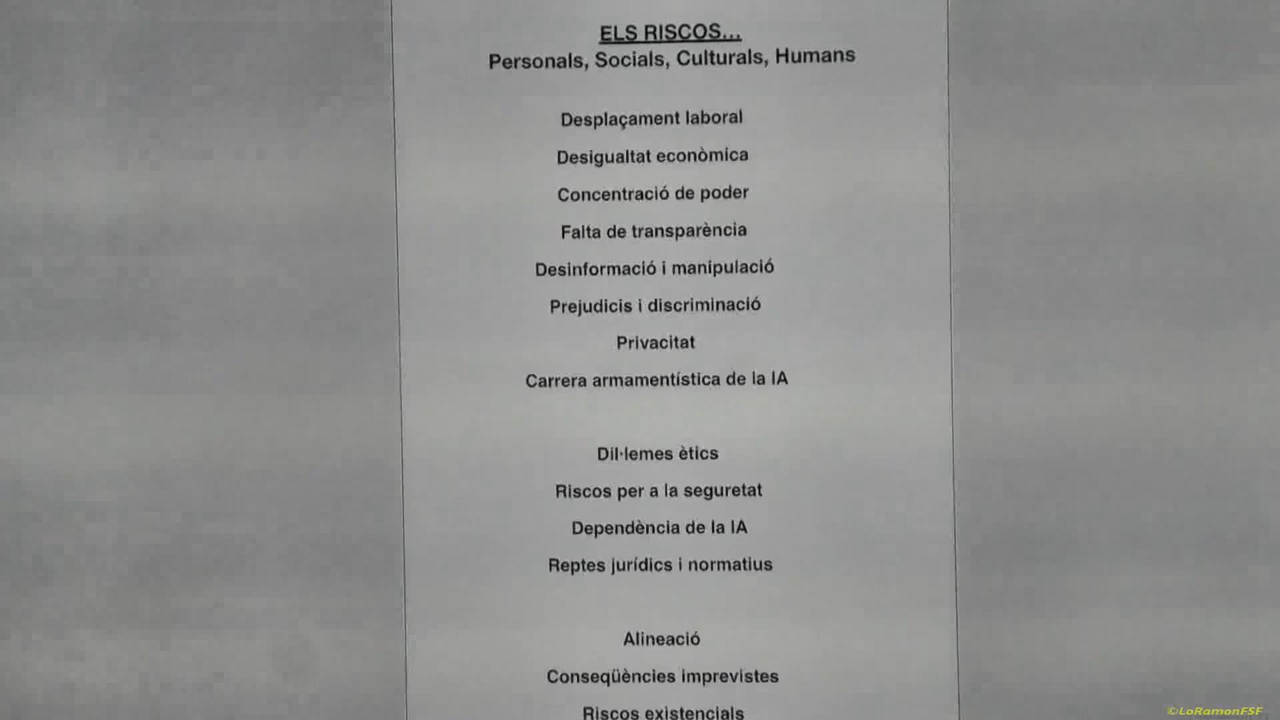 ELS RISCOS...
Personals, Socials, Culturals, Humans
Desplaçament laboral
Desigualtat econòmica
Concentració de poder
Falta de transparència
Desinformació i manipulació
Prejudicis i discriminació
Privacitat
Carrera armamentística de la IA
Dil·lemes ètics
Riscos per a la seguretat
Dependència de la IA
Reptes jurídics i normatius
Alineació
Conseqüències imprevistes
Riscos existencials
©LoRamonFSF